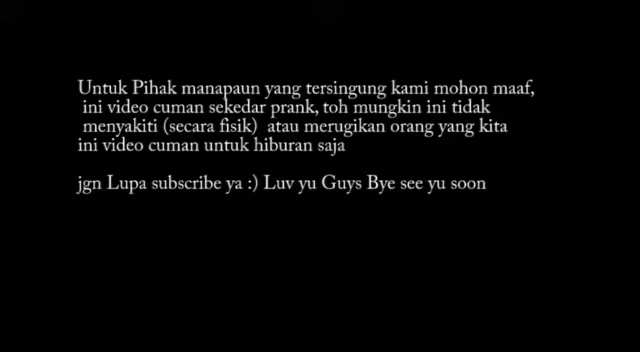 Untuk Pihak manapaun yang tersingung kami mohon maaf,
ini video cuman sekedar prank, toh mungkin ini tidak
menyakiti (secara fisik) atau merugikan orang yang kita
ini video cuman untuk hiburan saja
jgn Lupa subscribe ya :) Luv yu Guys Bye see yu soon